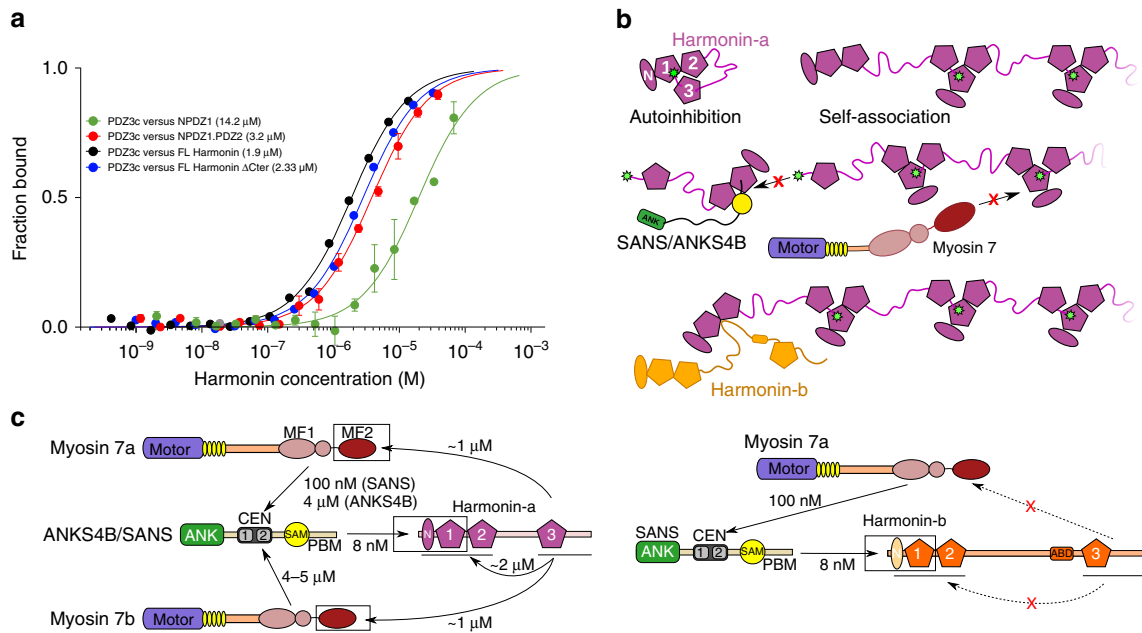 a
1.0
0.5
0.0
Fraction bound
PDZ3c versus NPDZ1 (14.2 μM)
PDZ3c versus NPDZ1.PDZ2 (3.2 μM)
PDZ3c versus FL Harmonin (1.9 μM)
PDZ3c versus FL Harmonin ΔCter (2.33 μM)
10⁻⁹ 10⁻⁸ 10⁻⁷ 10⁻⁶ 10⁻⁵ 10⁻⁴ 10⁻³
Harmonin concentration (M)
b
Harmonin-a
N 1 2
3
Autoinhibition
Self-association
X
X
ANK
SANS/ANKS4B
Motor
Myosin 7
Harmonin-b
c
MF1 MF2
Myosin 7a
Motor
~1 μM
100 nM (SANS)
4 μM (ANKS4B)
Harmonin-a
CEN
ANKS4B/SANS
ANK
1 2
SAM
PBM
8 nM
N 1 2 3
~2 μM
4–5 μM
Myosin 7b
Motor
~1 μM
Myosin 7a
Motor
100 nM
X
Harmonin-b
SANS
CEN
ANK
1 2
SAM
PBM
8 nM
N 1 2 ABD 3
X